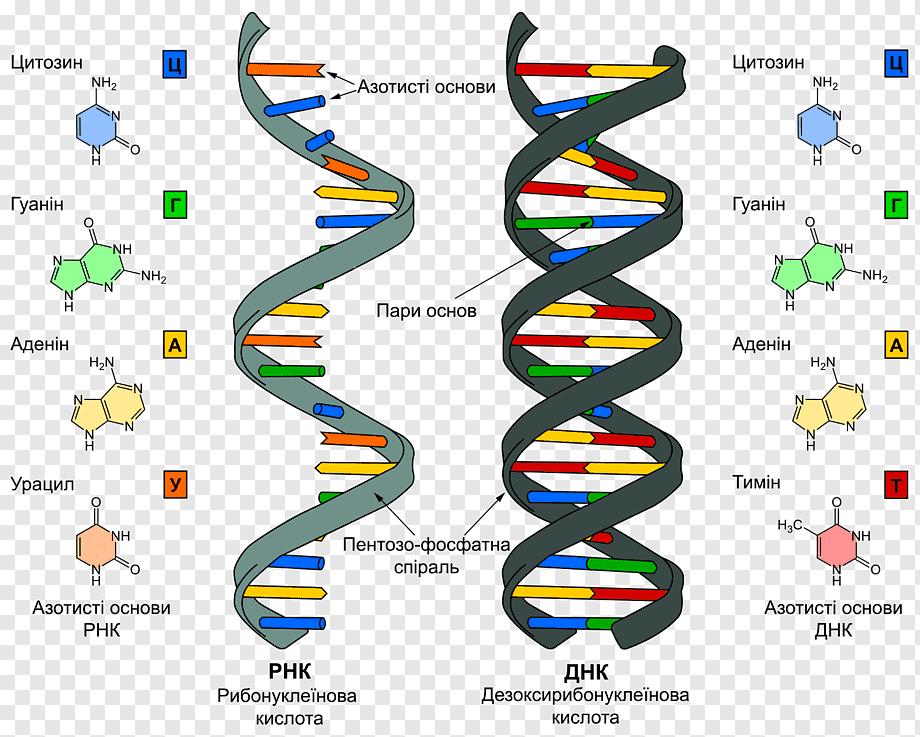 Цитозин
Ц
NH₂
N
N
H
O
Гуанін
Г
O
N
NH
N
H
N
NH₂
Аденін
А
H₂N
N
N
N
H
N
Урацил
У
O
NH
N
H
O
Азотисті основи
РНК
Азотисті основи
Пари основ
Пентозо-фосфатна
спіраль
РНК
Рибонуклеїнова
кислота
ДНК
Дезоксирибонуклеїнова
кислота
Цитозин
Ц
NH₂
N
N
H
O
Гуанін
Г
O
N
NH
N
H
N
NH₂
Аденін
А
H₂N
N
N
N
H
N
Тимін
Т
O
H₃C
NH
N
H
O
Азотисті основи
ДНК